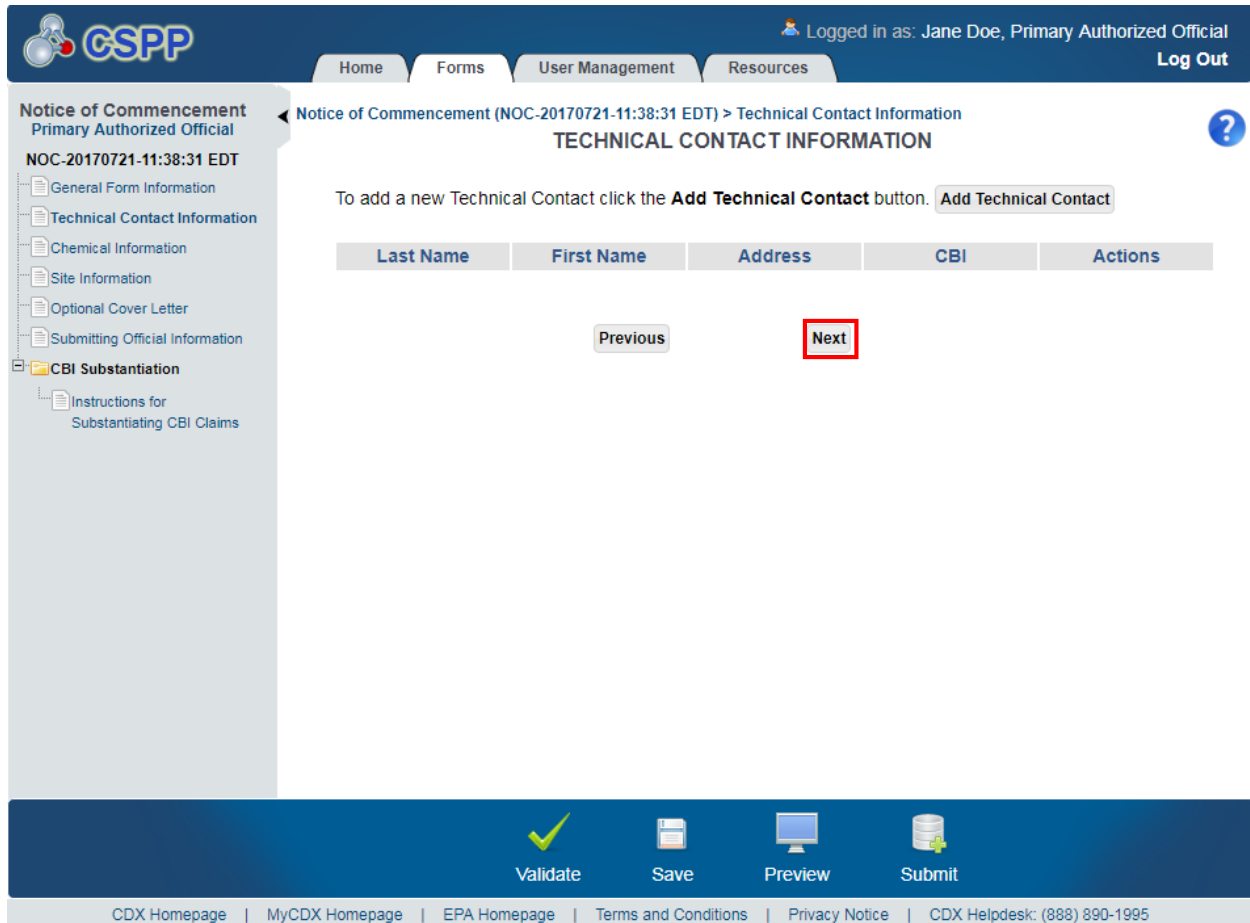 CSPP
Logged in as: Jane Doe, Primary Authorized Official
Log Out
Home Forms User Management Resources
Notice of Commencement
Primary Authorized Official
NOC-20170721-11:38:31 EDT
General Form Information
Technical Contact Information
Chemical Information
Site Information
Optional Cover Letter
Submitting Official Information
CBI Substantiation
Instructions for
Substantiating CBI Claims
Notice of Commencement (NOC-20170721-11:38:31 EDT) > Technical Contact Information
TECHNICAL CONTACT INFORMATION
?
To add a new Technical Contact click the Add Technical Contact button. Add Technical Contact
Last Name First Name Address CBI Actions
Previous Next
Validate Save Preview Submit
CDX Homepage | MyCDX Homepage | EPA Homepage | Terms and Conditions | Privacy Notice | CDX Helpdesk: (888) 890-1995